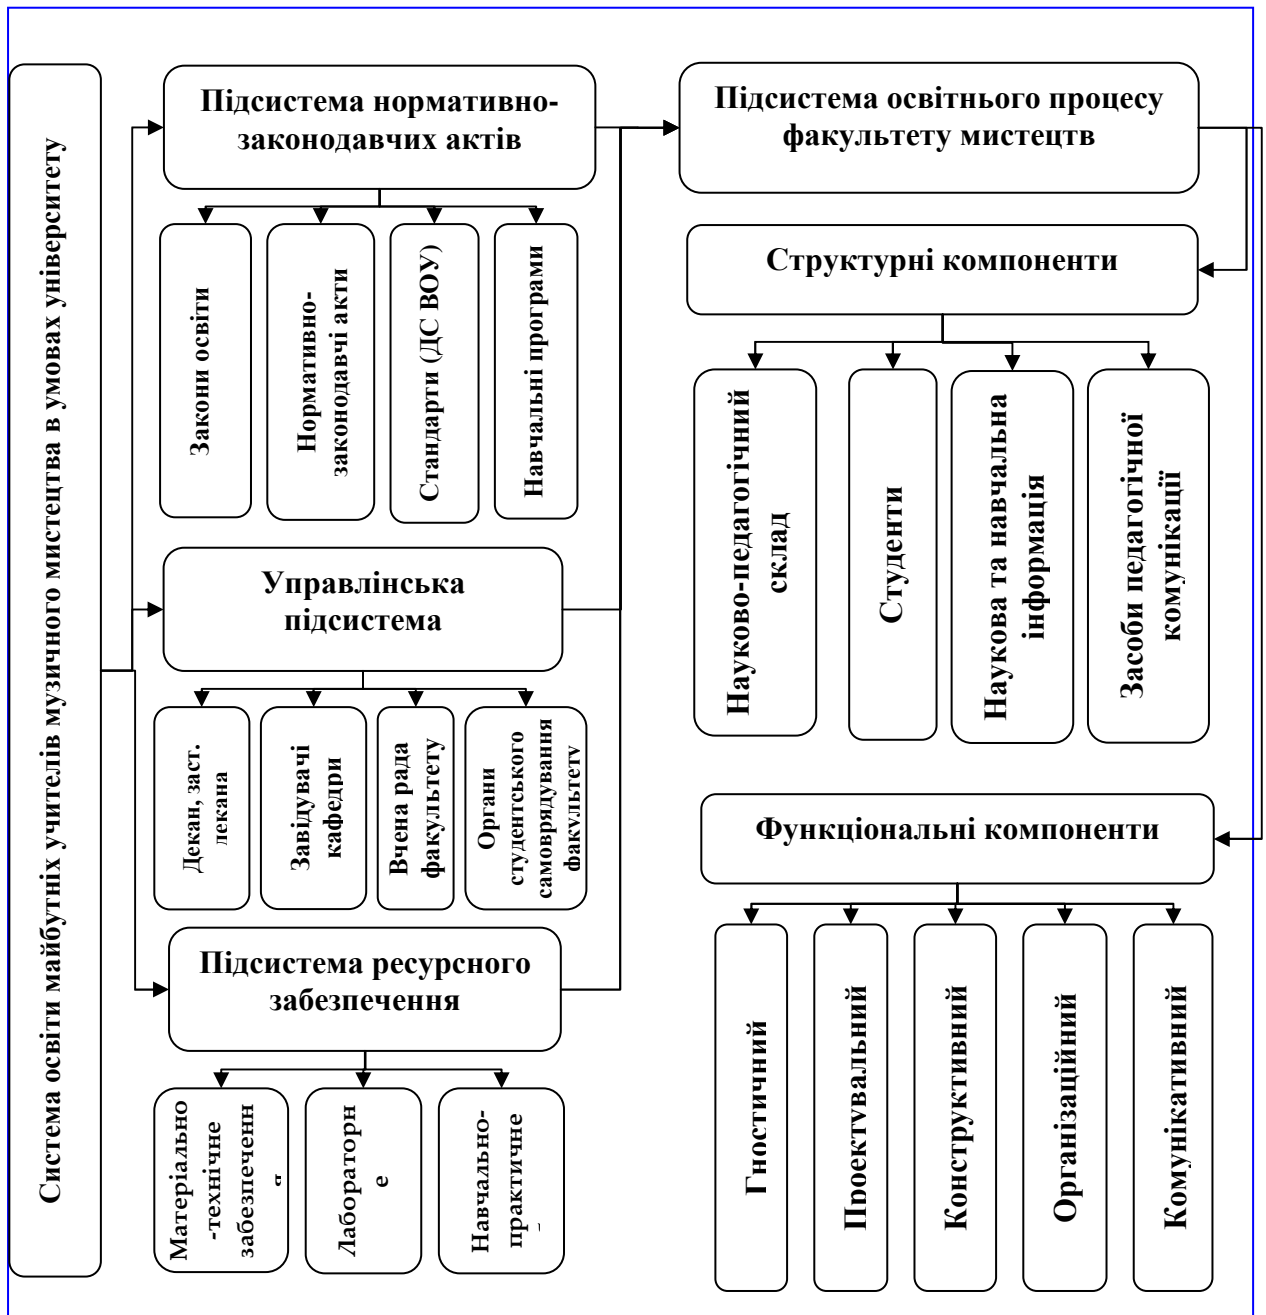 Система освіти майбутніх учителів музичного мистецтва в умовах університету
Підсистема нормативно-
законодавчих актів
Закони освіти
Нормативно-
законодавчі акти
Стандарти (ДС ВОУ)
Навчальні програми
Управлінська
підсистема
Декан, заст.
декана
Завідувачі
кафедри
Вчена рада
факультету
Органи
студентського
самоврядування
факультету
Підсистема ресурсного
забезпечення
Матеріально
-технічне
забезпеченн
Лабораторн
е
Навчально-
практичне
Підсистема освітнього процесу
факультету мистецтв
Структурні компоненти
Науково-педагогічний
склад
Студенти
Наукова та навчальна
інформація
Засоби педагогічної
комунікації
Функціональні компоненти
Гностичний
Проектувальний
Конструктивний
Організаційний
Комунікативний